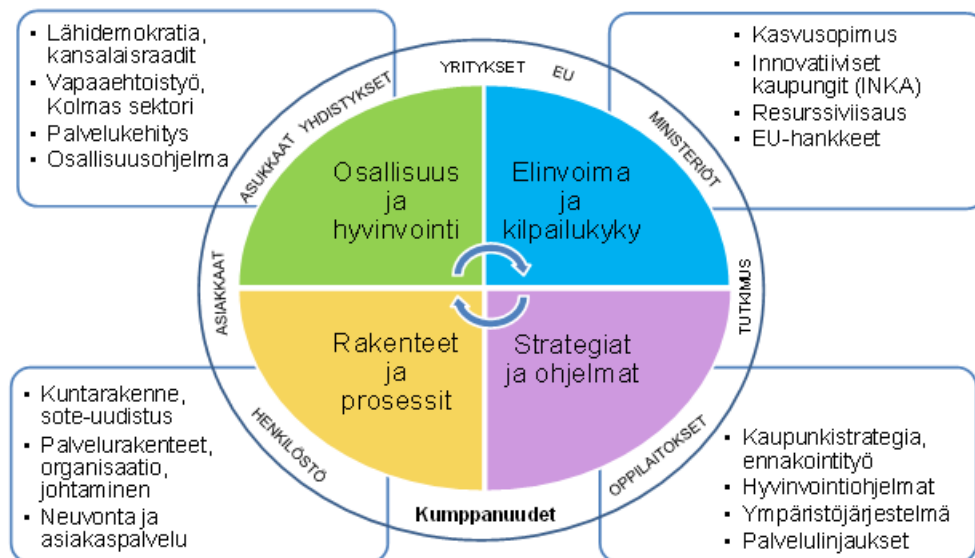 ▪ Lähidemokratia,
kansalaisraadit
▪ Vapaaehtoistyö,
Kolmas sektori
▪ Palvelukehitys
▪ Osallisuusohjelma
▪ Kasvusopimus
▪ Innovatiiviset
kaupungit (INKA)
▪ Resurssiviisaus
▪ EU-hankkeet
ASIAKKAAT
ASUKKAAT
YHDISTYKSET
YRITYKSET
EU
MINISTERIÖT
TUTKIMUS
OPPILAITOKSET
HENKILÖSTÖ
Osallisuus
ja
hyvinvointi
Elinvoima
ja
kilpailukyky
Rakenteet
ja
prosessit
Strategiat
ja ohjelmat
Kumppanuudet
▪ Kuntarakenne,
sote-uudistus
▪ Palvelurakenteet,
organisaatio,
johtaminen
▪ Neuvonta ja
asiakaspalvelu
▪ Kaupunkistrategia,
ennakointityö
▪ Hyvinvointiohjelmat
▪ Ympäristöjärjestelmä
▪ Palvelulinjaukset